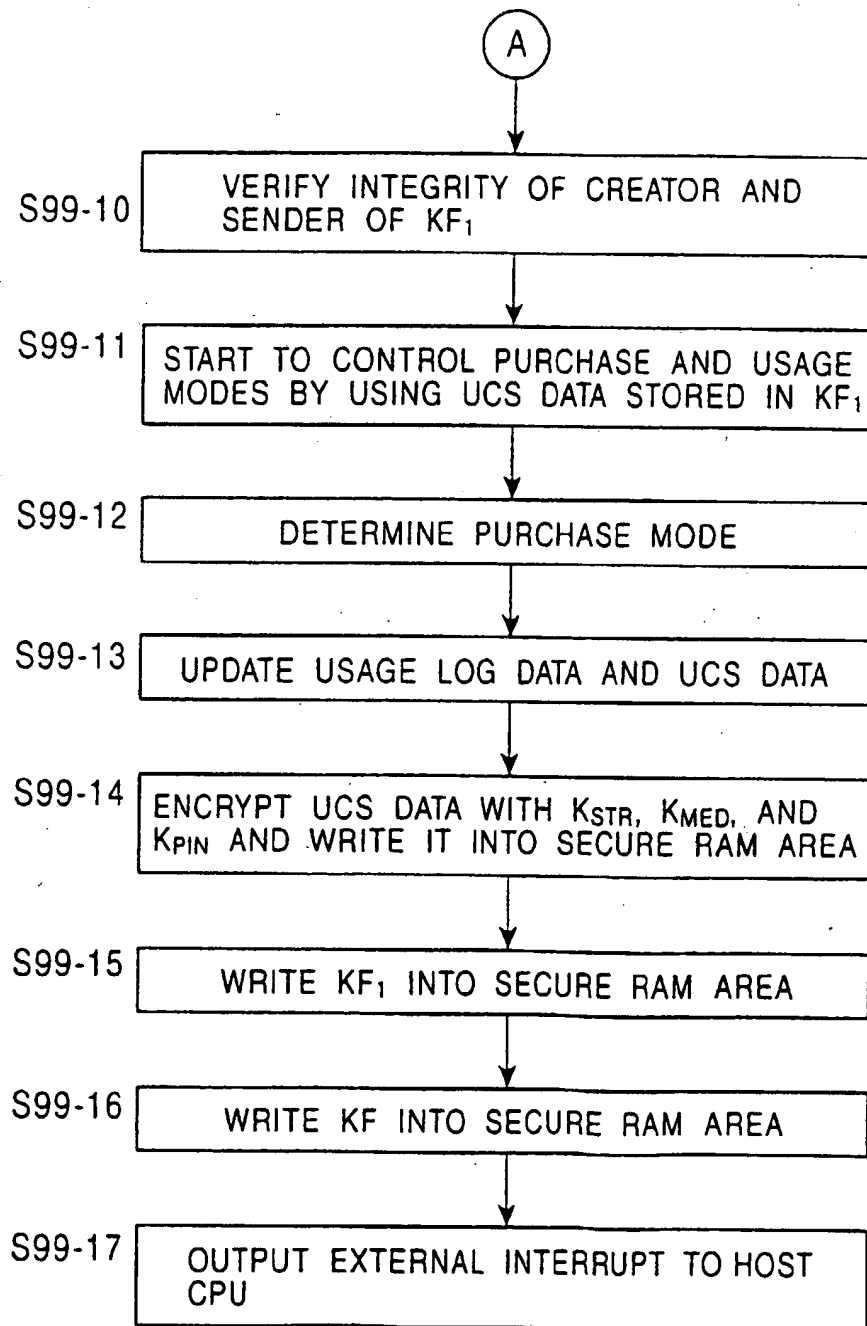 A
S99-10
VERIFY INTEGRITY OF CREATOR AND
SENDER OF KF₁
S99-11
START TO CONTROL PURCHASE AND USAGE
MODES BY USING UCS DATA STORED IN KF₁
S99-12
DETERMINE PURCHASE MODE
S99-13
UPDATE USAGE LOG DATA AND UCS DATA
S99-14
ENCRYPT UCS DATA WITH KSTR, KMED, AND
KPIN AND WRITE IT INTO SECURE RAM AREA
S99-15
WRITE KF₁ INTO SECURE RAM AREA
S99-16
WRITE KF INTO SECURE RAM AREA
S99-17
OUTPUT EXTERNAL INTERRUPT TO HOST
CPU